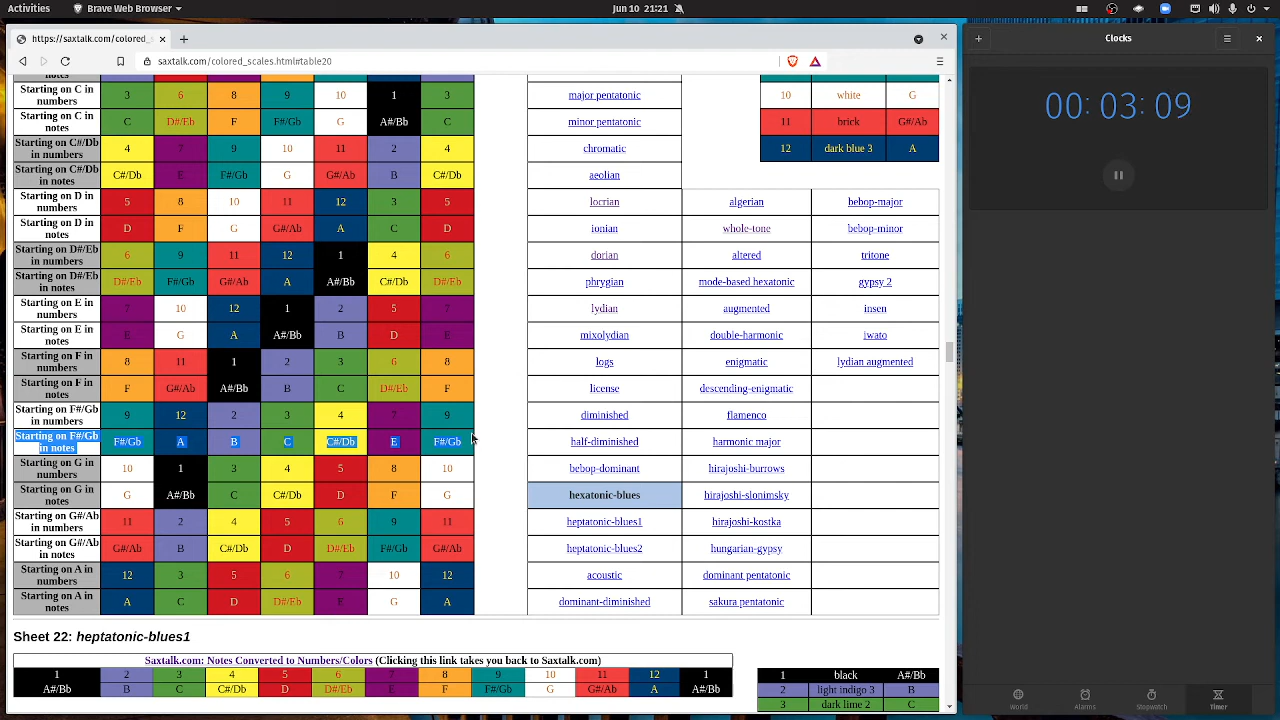 Activities Brave Web Browser Jun 10 21:21
https://saxtalk.com/colored_s Clocks
saxtalk.com/colored_scales.html#table20
notes
Starting on C in numbers 3 6 8 9 10 1 3 major pentatonic 10 white G
Starting on C in notes C D#/Eb F F#/Gb G A#/Bb C minor pentatonic 11 brick G#/Ab
Starting on C#/Db in numbers 4 7 9 10 11 2 4 chromatic 12 dark blue 3 A
Starting on C#/Db in notes C#/Db E F#/Gb G G#/Ab B C#/Db aeolian
Starting on D in numbers 5 8 10 11 12 3 5 locrian algerian bebop-major
Starting on D in notes D F G G#/Ab A C D ionian whole-tone bebop-minor
Starting on D#/Eb in numbers 6 9 11 12 1 4 6 dorian altered tritone
Starting on D#/Eb in notes D#/Eb F#/Gb G#/Ab A A#/Bb C#/Db D#/Eb phrygian mode-based hexatonic gypsy 2
Starting on E in numbers 7 10 12 1 2 5 7 lydian augmented insen
Starting on E in notes E G A A#/Bb B D E mixolydian double-harmonic iwato
Starting on F in numbers 8 11 1 2 3 6 8 logs enigmatic lydian augmented
Starting on F in notes F G#/Ab A#/Bb B C D#/Eb F license descending-enigmatic
Starting on F#/Gb in numbers 9 12 2 3 4 7 9 diminished flamenco
Starting on F#/Gb in notes F#/Gb A B C C#/Db E F#/Gb half-diminished harmonic major
Starting on G in numbers 10 1 3 4 5 8 10 bebop-dominant hirajoshi-burrows
Starting on G in notes G A#/Bb C C#/Db D F G hexatonic-blues hirajoshi-slonimsky
Starting on G#/Ab in numbers 11 2 4 5 6 9 11 heptatonic-blues1 hirajoshi-kostka
Starting on G#/Ab in notes G#/Ab B C#/Db D D#/Eb F#/Gb G#/Ab heptatonic-blues2 hungarian-gypsy
Starting on A in numbers 12 3 5 6 7 10 12 acoustic dominant pentatonic
Starting on A in notes A C D D#/Eb E G A dominant-diminished sakura pentatonic
Sheet 22: heptatonic-blues1
Saxtalk.com: Notes Converted to Numbers/Colors (Clicking this link takes you back to Saxtalk.com)
1 2 3 4 5 6 7 8 9 10 11 12 1 1 black A#/Bb
A#/Bb B C C#/Db D D#/Eb E F F#/Gb G G#/Ab A A#/Bb 2 light indigo 3 B
3 dark lime 2 C
00: 03: 09
World Alarms Stopwatch Timer